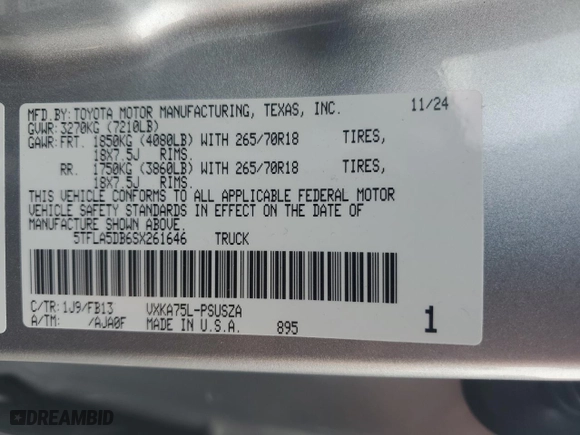 MFD.BY: TOYOTA MOTOR MANUFACTURING, TEXAS, INC. 11/24
GVWR: 3270KG (7210LB)
GAWR: FRT. 1850KG (4080LB) WITH 265/70R18 TIRES,
18X7.5J RIMS.
RR. 1750KG (3860LB) WITH 265/70R18 TIRES,
18X7.5J RIMS.
THIS VEHICLE CONFORMS TO ALL APPLICABLE FEDERAL MOTOR
VEHICLE SAFETY STANDARDS IN EFFECT ON THE DATE OF
MANUFACTURE SHOWN ABOVE.
5TFLA5DB6SX261646 TRUCK
C/TR: 1J9/FB13 VXKA75L-PSUSZA
A/TM: /AJA0F MADE IN U.S.A. 895 1
DREAMBID